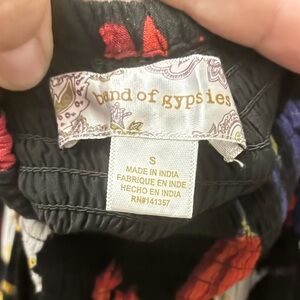 band of gypsies
S
MADE IN INDIA
FABRIQUE EN INDE
HECHO EN INDIA
RN#141357